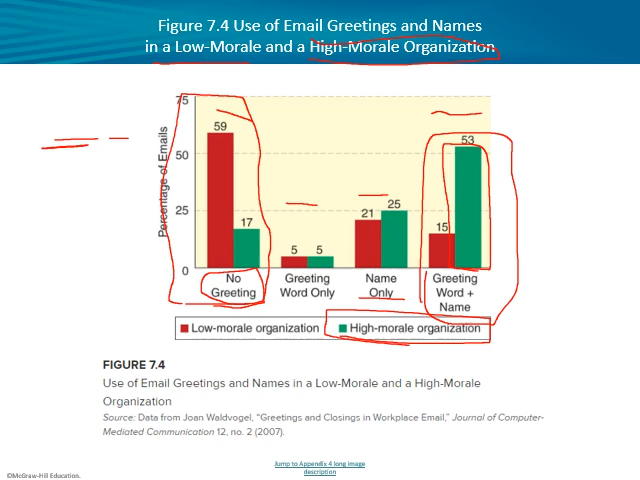 Figure 7.4 Use of Email Greetings and Names
in a Low-Morale and a High-Morale Organization
75
59
53
50
Percentage of Emails
25
25
21
17
15
5 5
0
No Greeting
Greeting Word Only
Name Only
Greeting Word + Name
Low-morale organization
High-morale organization
FIGURE 7.4
Use of Email Greetings and Names in a Low-Morale and a High-Morale
Organization
Source: Data from Joan Waldvogel, “Greetings and Closings in Workplace Email,” Journal of Computer-
Mediated Communication 12, no. 2 (2007).
Jump to Appendix 4 long image
description
©McGraw-Hill Education.